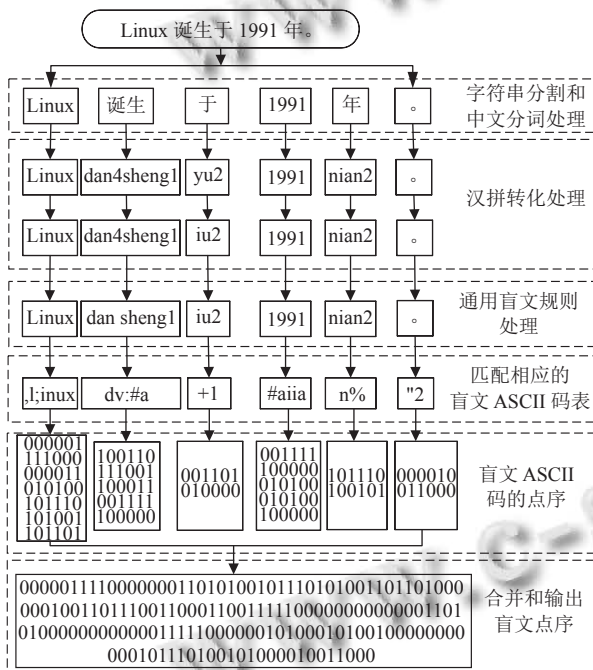 Linux 诞生于 1991 年。
Linux 诞生 于 1991 年 。
字符串分割和
中文分词处理
Linux dan4sheng1 yu2 1991 nian2 。
汉拼转化处理
Linux dan4sheng1 iu2 1991 nian2 。
Linux dan sheng1 iu2 1991 nian2 。
通用盲文规则
处理
,l;inux dv:#a +1 #aiia n% "2
匹配相应的
盲文 ASCII 码表
000001
111000
000011
010100
101110
101001
101101
100110
111001
100011
001111
100000
001101
010000
001111
100000
010100
010100
100000
101110
100101
000010
011000
盲文 ASCII
码的点序
合并和输出
盲文点序